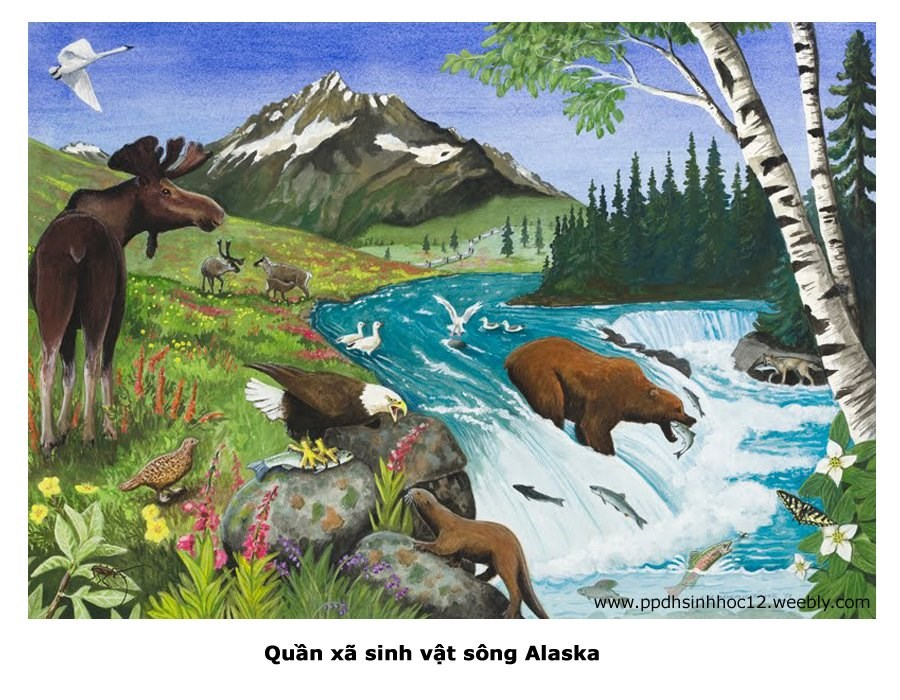 www.ppdhsinhhoc12.weebly.com
Quần xã sinh vật sông Alaska